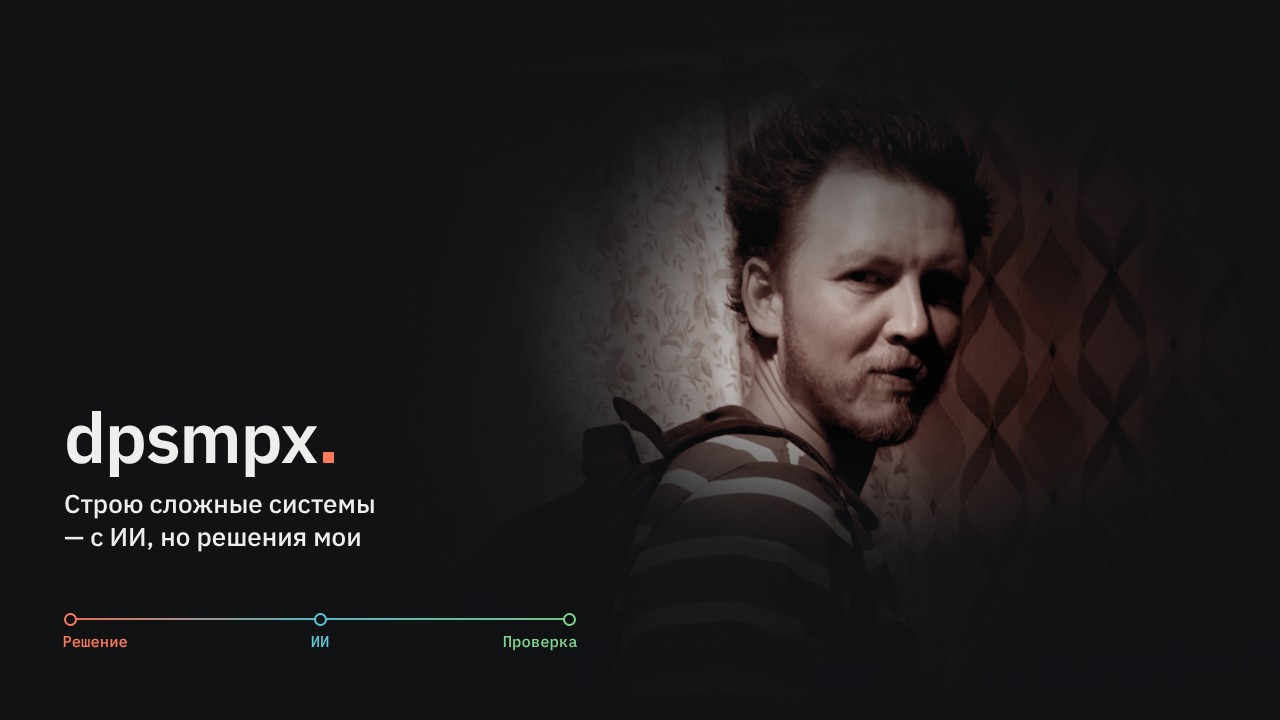 dpsmpx.
Строю сложные системы
— с ИИ, но решения мои
Решение
ИИ
Проверка